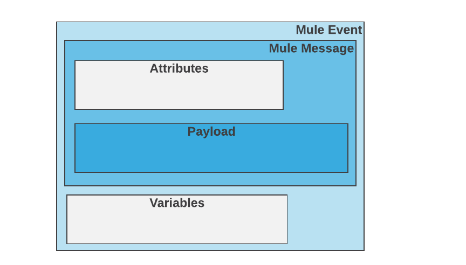 Mule Event
Mule Message
Attributes
Payload
Variables